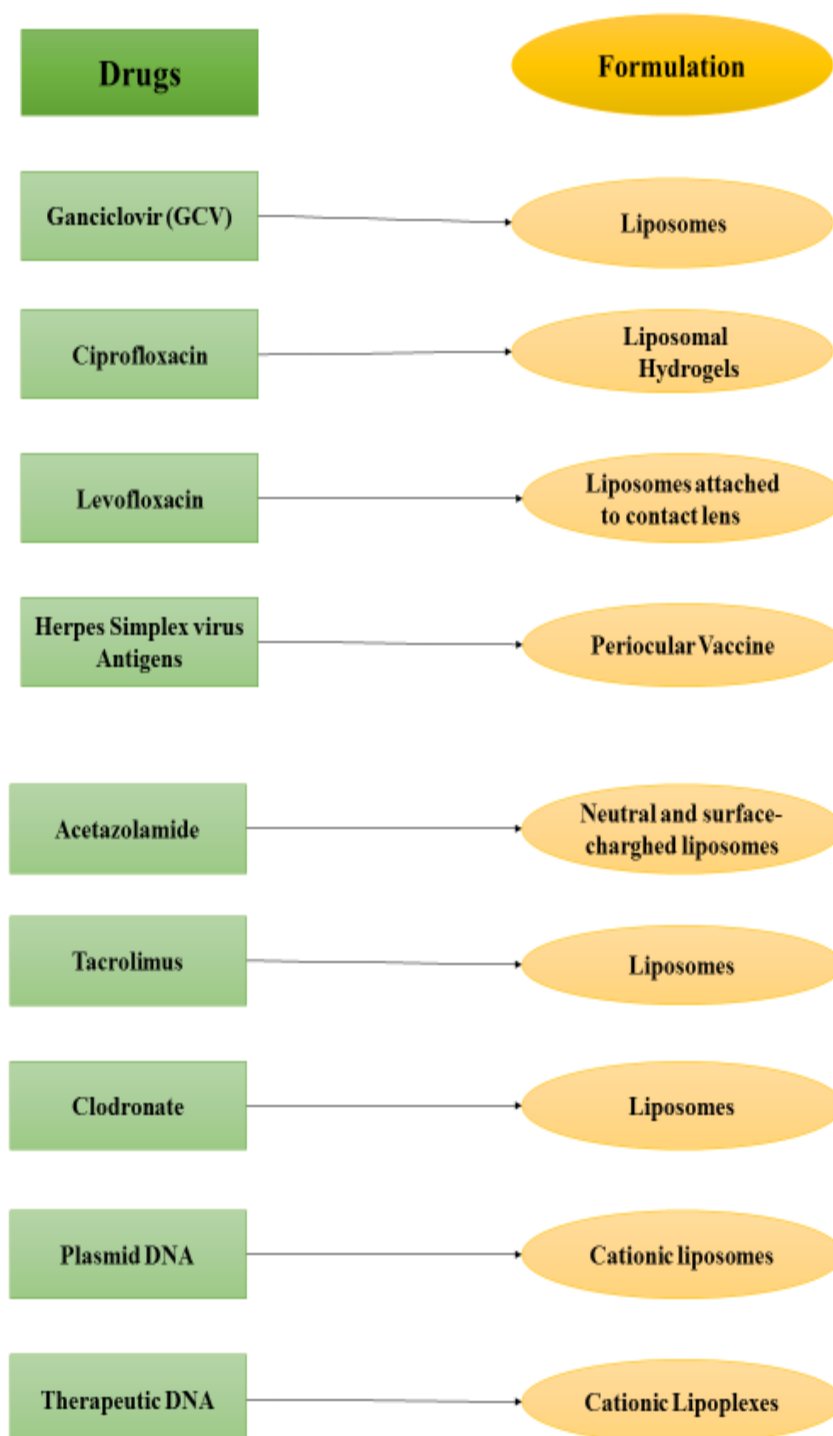 Drugs
Formulation
Ganciclovir (GCV)
Liposomes
Ciprofloxacin
Liposomal
Hydrogels
Levofloxacin
Liposomes attached
to contact lens
Herpes Simplex virus
Antigens
Periocular Vaccine
Acetazolamide
Neutral and surface-
charghed liposomes
Tacrolimus
Liposomes
Clodronate
Liposomes
Plasmid DNA
Cationic liposomes
Therapeutic DNA
Cationic Lipoplexes